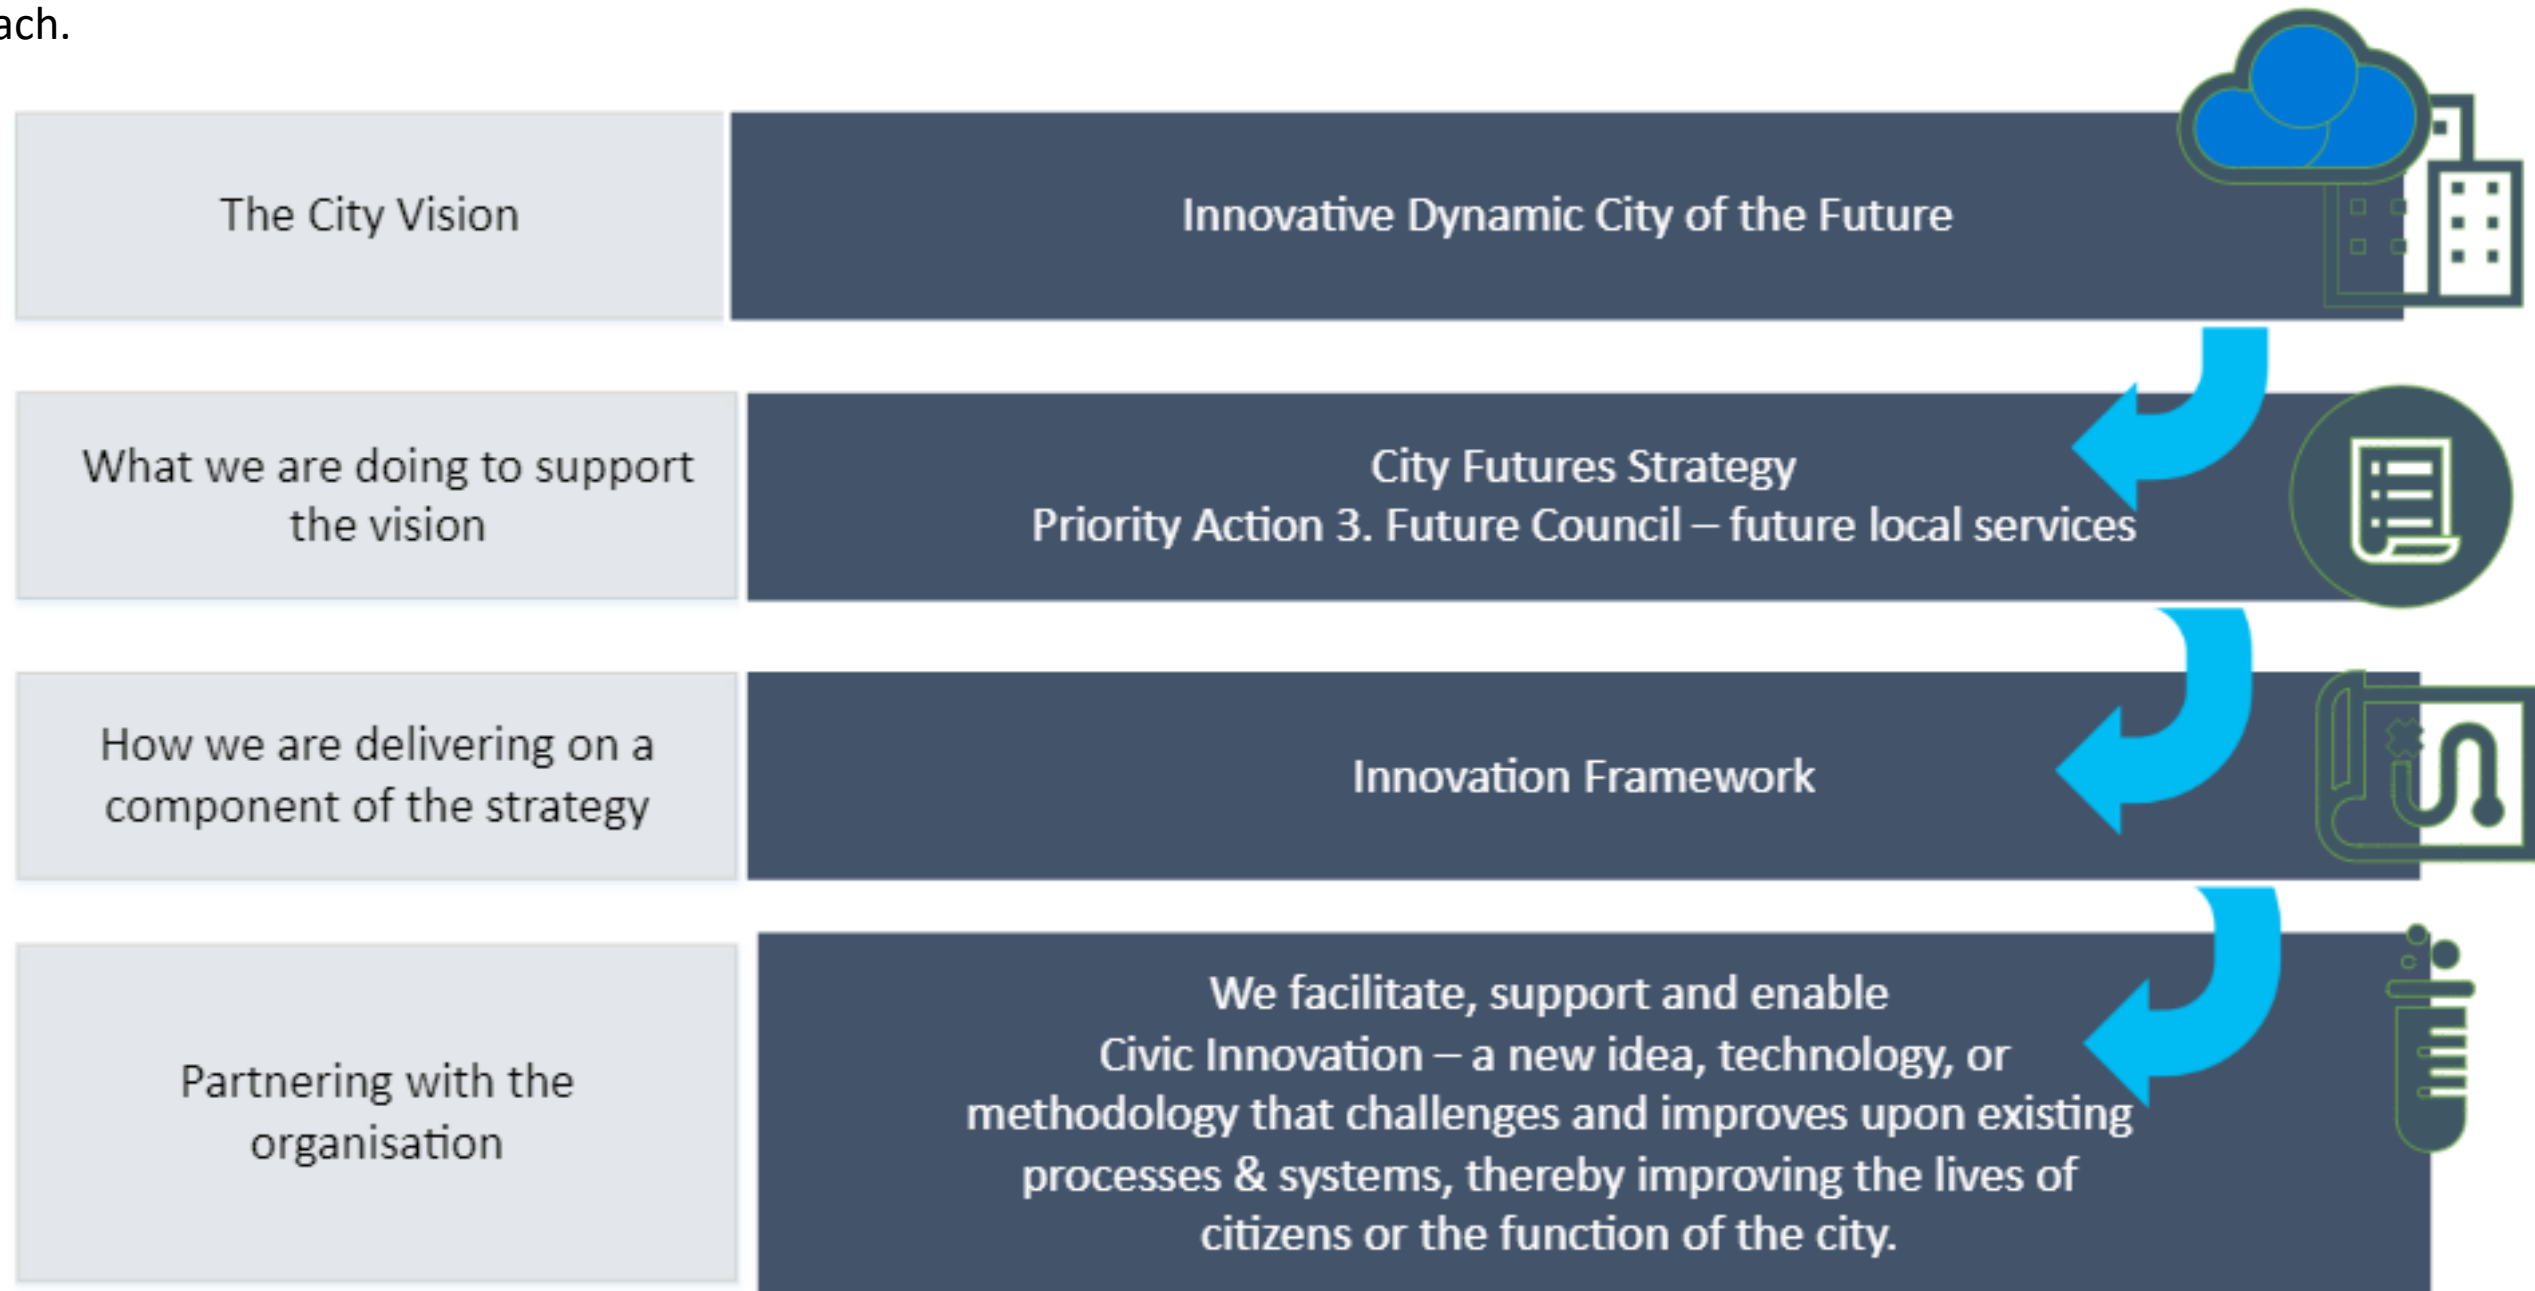 ach.
The City Vision
Innovative Dynamic City of the Future
What we are doing to support
the vision
City Futures Strategy
Priority Action 3. Future Council – future local services
How we are delivering on a
component of the strategy
Innovation Framework
Partnering with the
organisation
We facilitate, support and enable
Civic Innovation – a new idea, technology, or
methodology that challenges and improves upon existing
processes & systems, thereby improving the lives of
citizens or the function of the city.